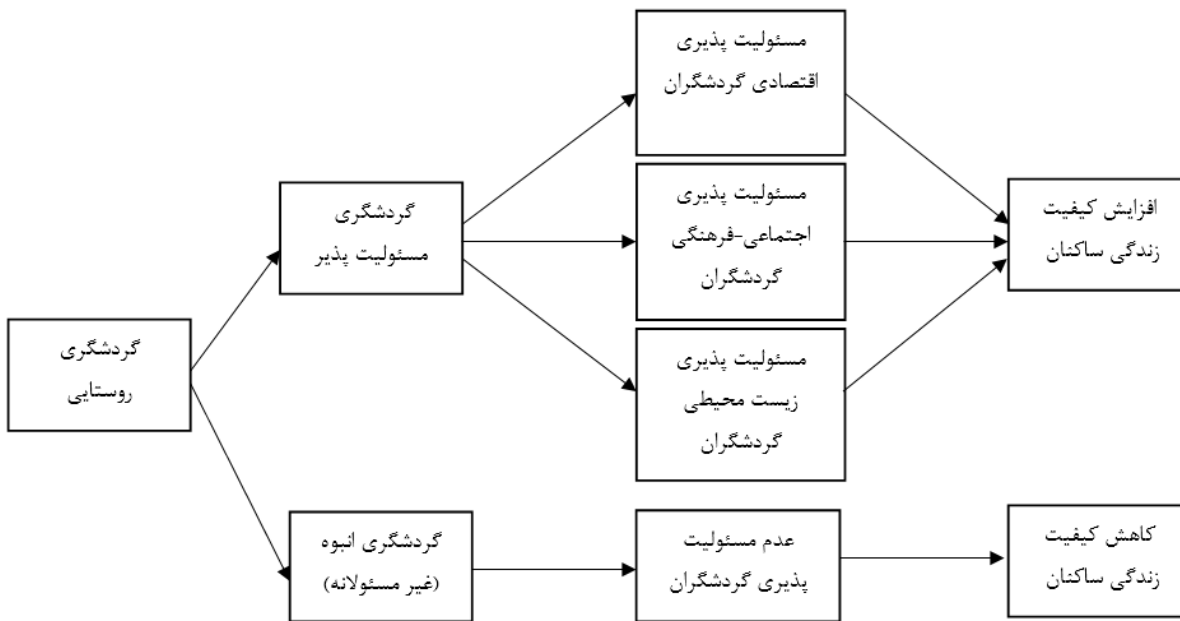 مسئولیت پذیری
اقتصادی گردشگران
گردشگری
مسئولیت پذیر
مسئولیت پذیری
اجتماعی-فرهنگی
گردشگران
افزایش کیفیت
زندگی ساکنان
گردشگری
روستایی
مسئولیت پذیری
زیست محیطی
گردشگران
گردشگری انبوه
(غیر مسئولانه)
عدم مسئولیت
پذیری گردشگران
کاهش کیفیت
زندگی ساکنان